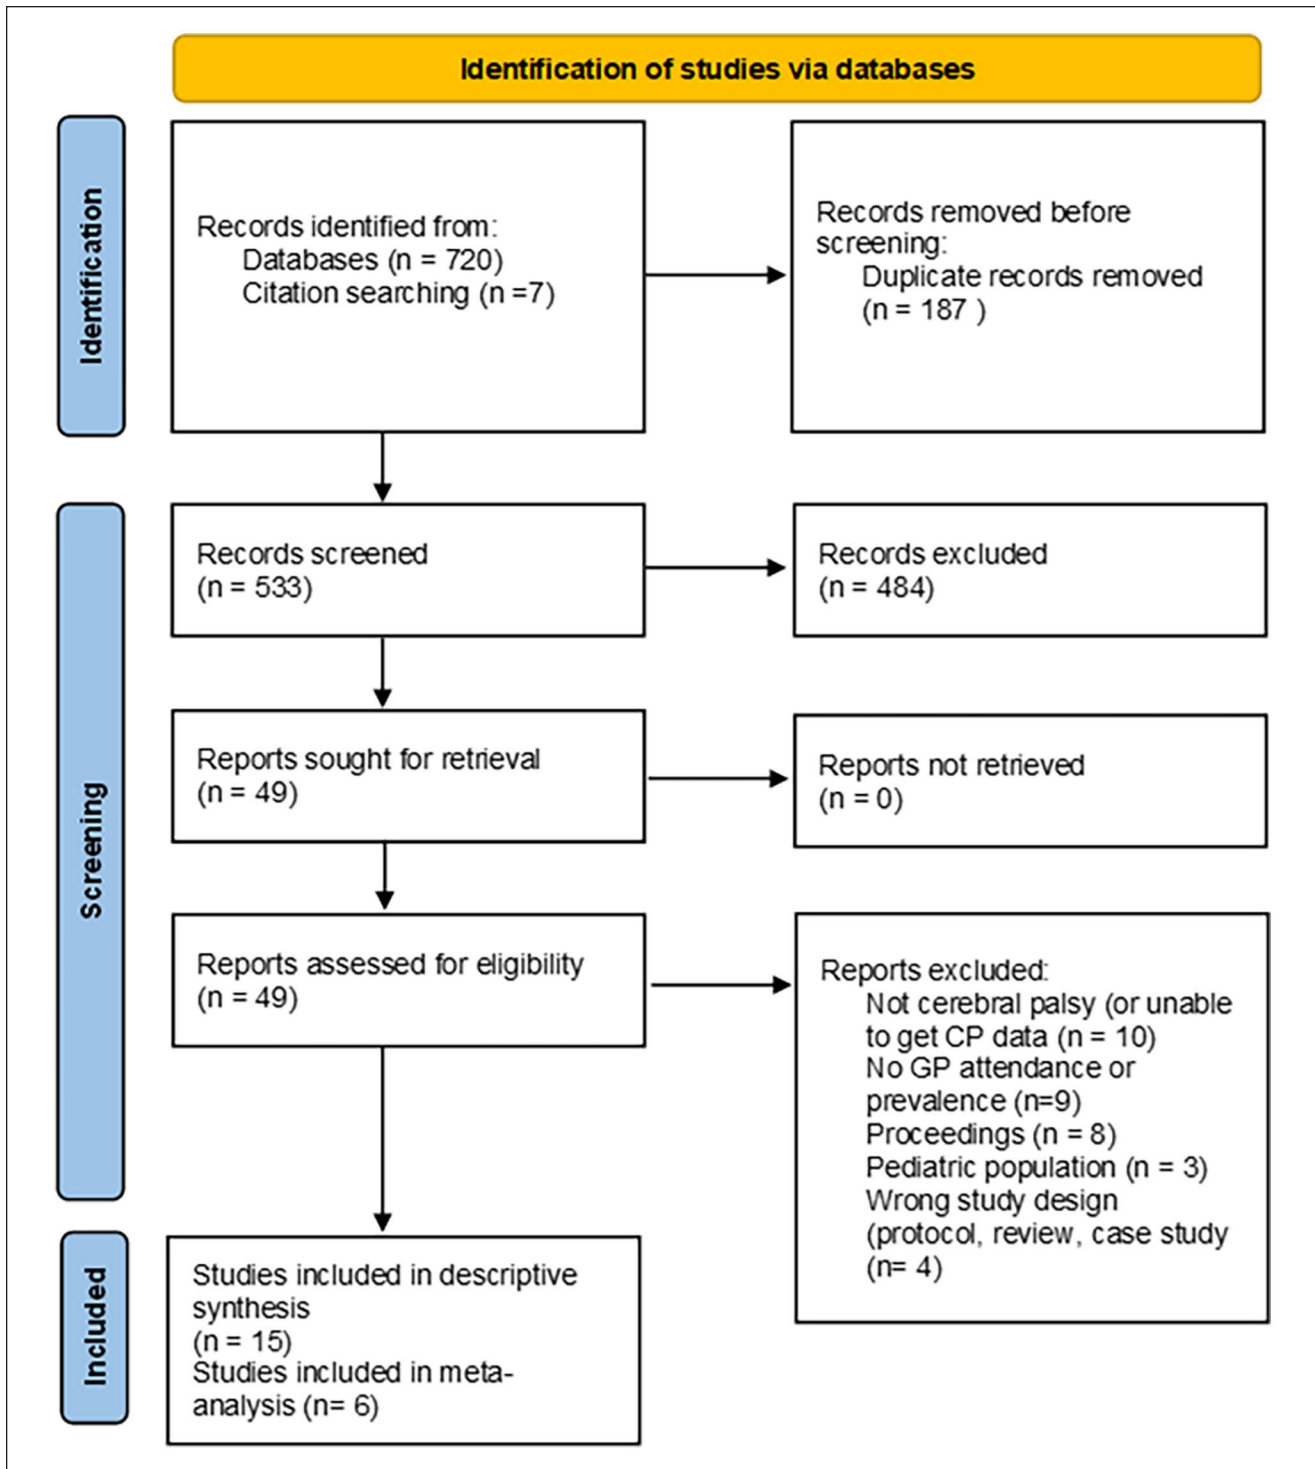 Identification of studies via databases
Identification
Records identified from:
Databases (n = 720)
Citation searching (n =7)
Records removed before
screening:
Duplicate records removed
(n = 187 )
Screening
Records screened
(n = 533)
Records excluded
(n = 484)
Reports sought for retrieval
(n = 49)
Reports not retrieved
(n = 0)
Reports assessed for eligibility
(n = 49)
Reports excluded:
Not cerebral palsy (or unable
to get CP data (n = 10)
No GP attendance or
prevalence (n=9)
Proceedings (n = 8)
Pediatric population (n = 3)
Wrong study design
(protocol, review, case study
(n= 4)
Included
Studies included in descriptive
synthesis
(n = 15)
Studies included in meta-
analysis (n= 6)